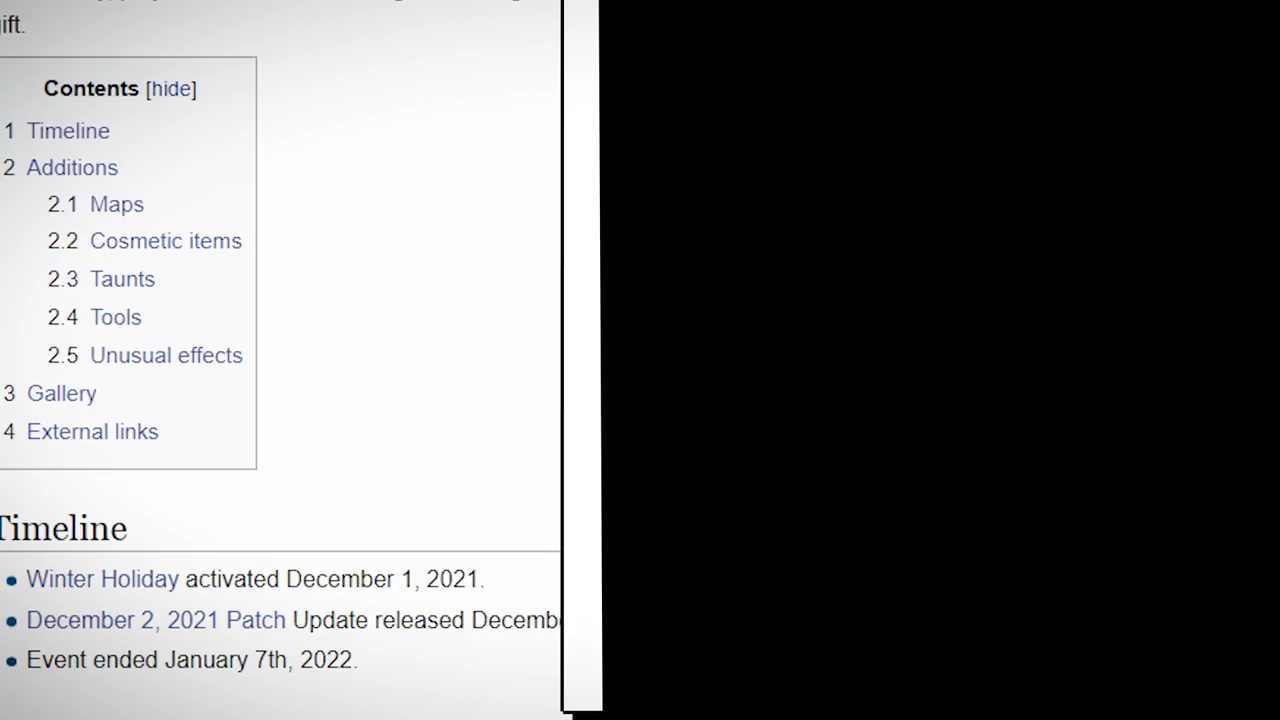 gift.
Contents [hide]
1 Timeline
2 Additions
2.1 Maps
2.2 Cosmetic items
2.3 Taunts
2.4 Tools
2.5 Unusual effects
3 Gallery
4 External links
Timeline
• Winter Holiday activated December 1, 2021.
• December 2, 2021 Patch Update released Decemb
• Event ended January 7th, 2022.